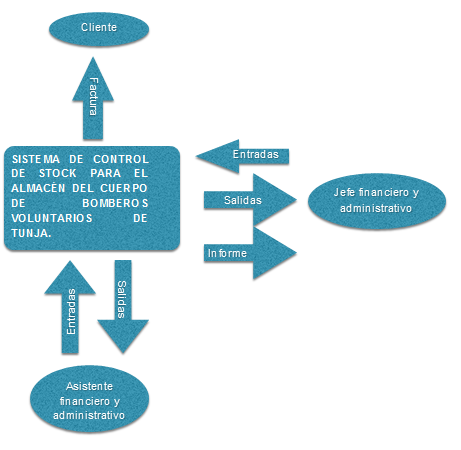 Cliente
Factura
SISTEMA DE CONTROL
DE STOCK PARA EL
ALMACÉN DEL CUERPO
DE BOMBEROS
VOLUNTARIOS DE
TUNJA.
Entradas
Salidas
Informe
Jefe financiero y
administrativo
Entradas
Salidas
Asistente
financiero y
administrativo